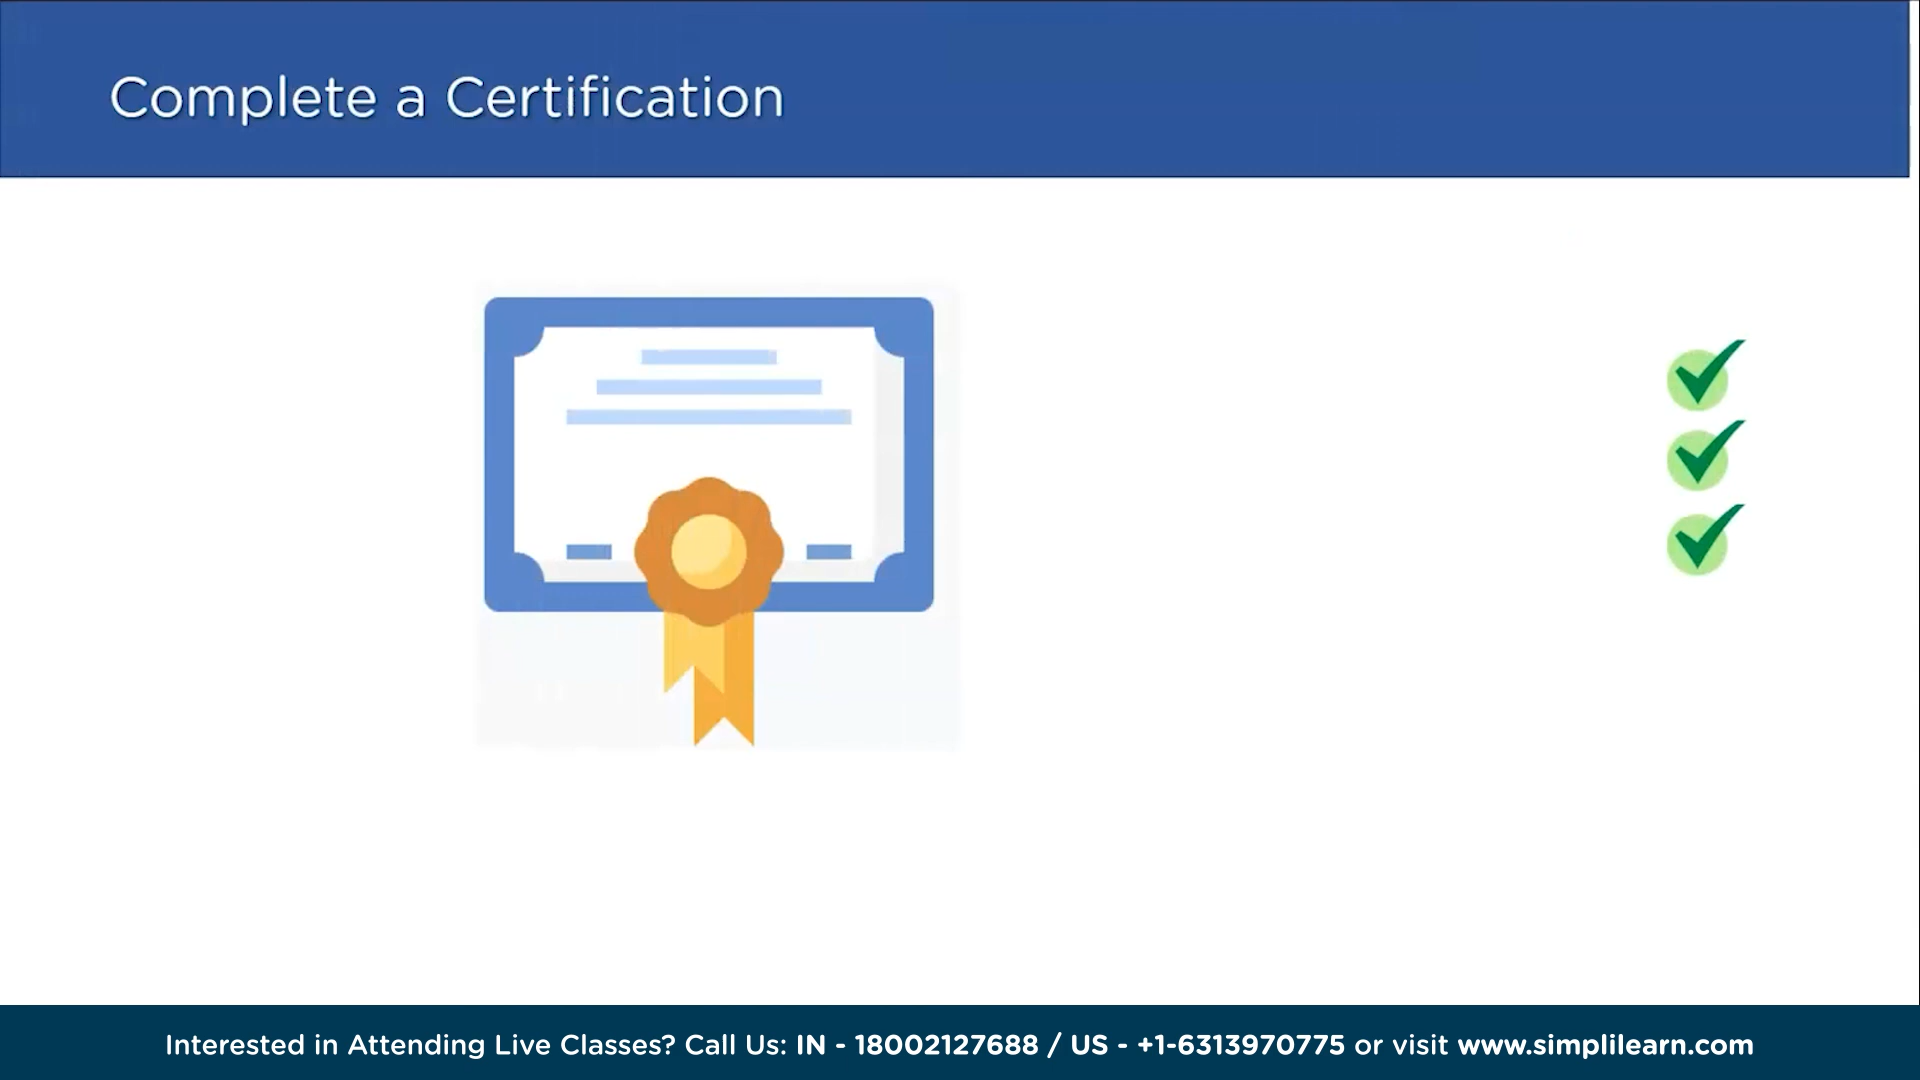 Complete a Certification
Interested in Attending Live Classes? Call Us: IN - 18002127688 / US - +1-6313970775 or visit www.simplilearn.com